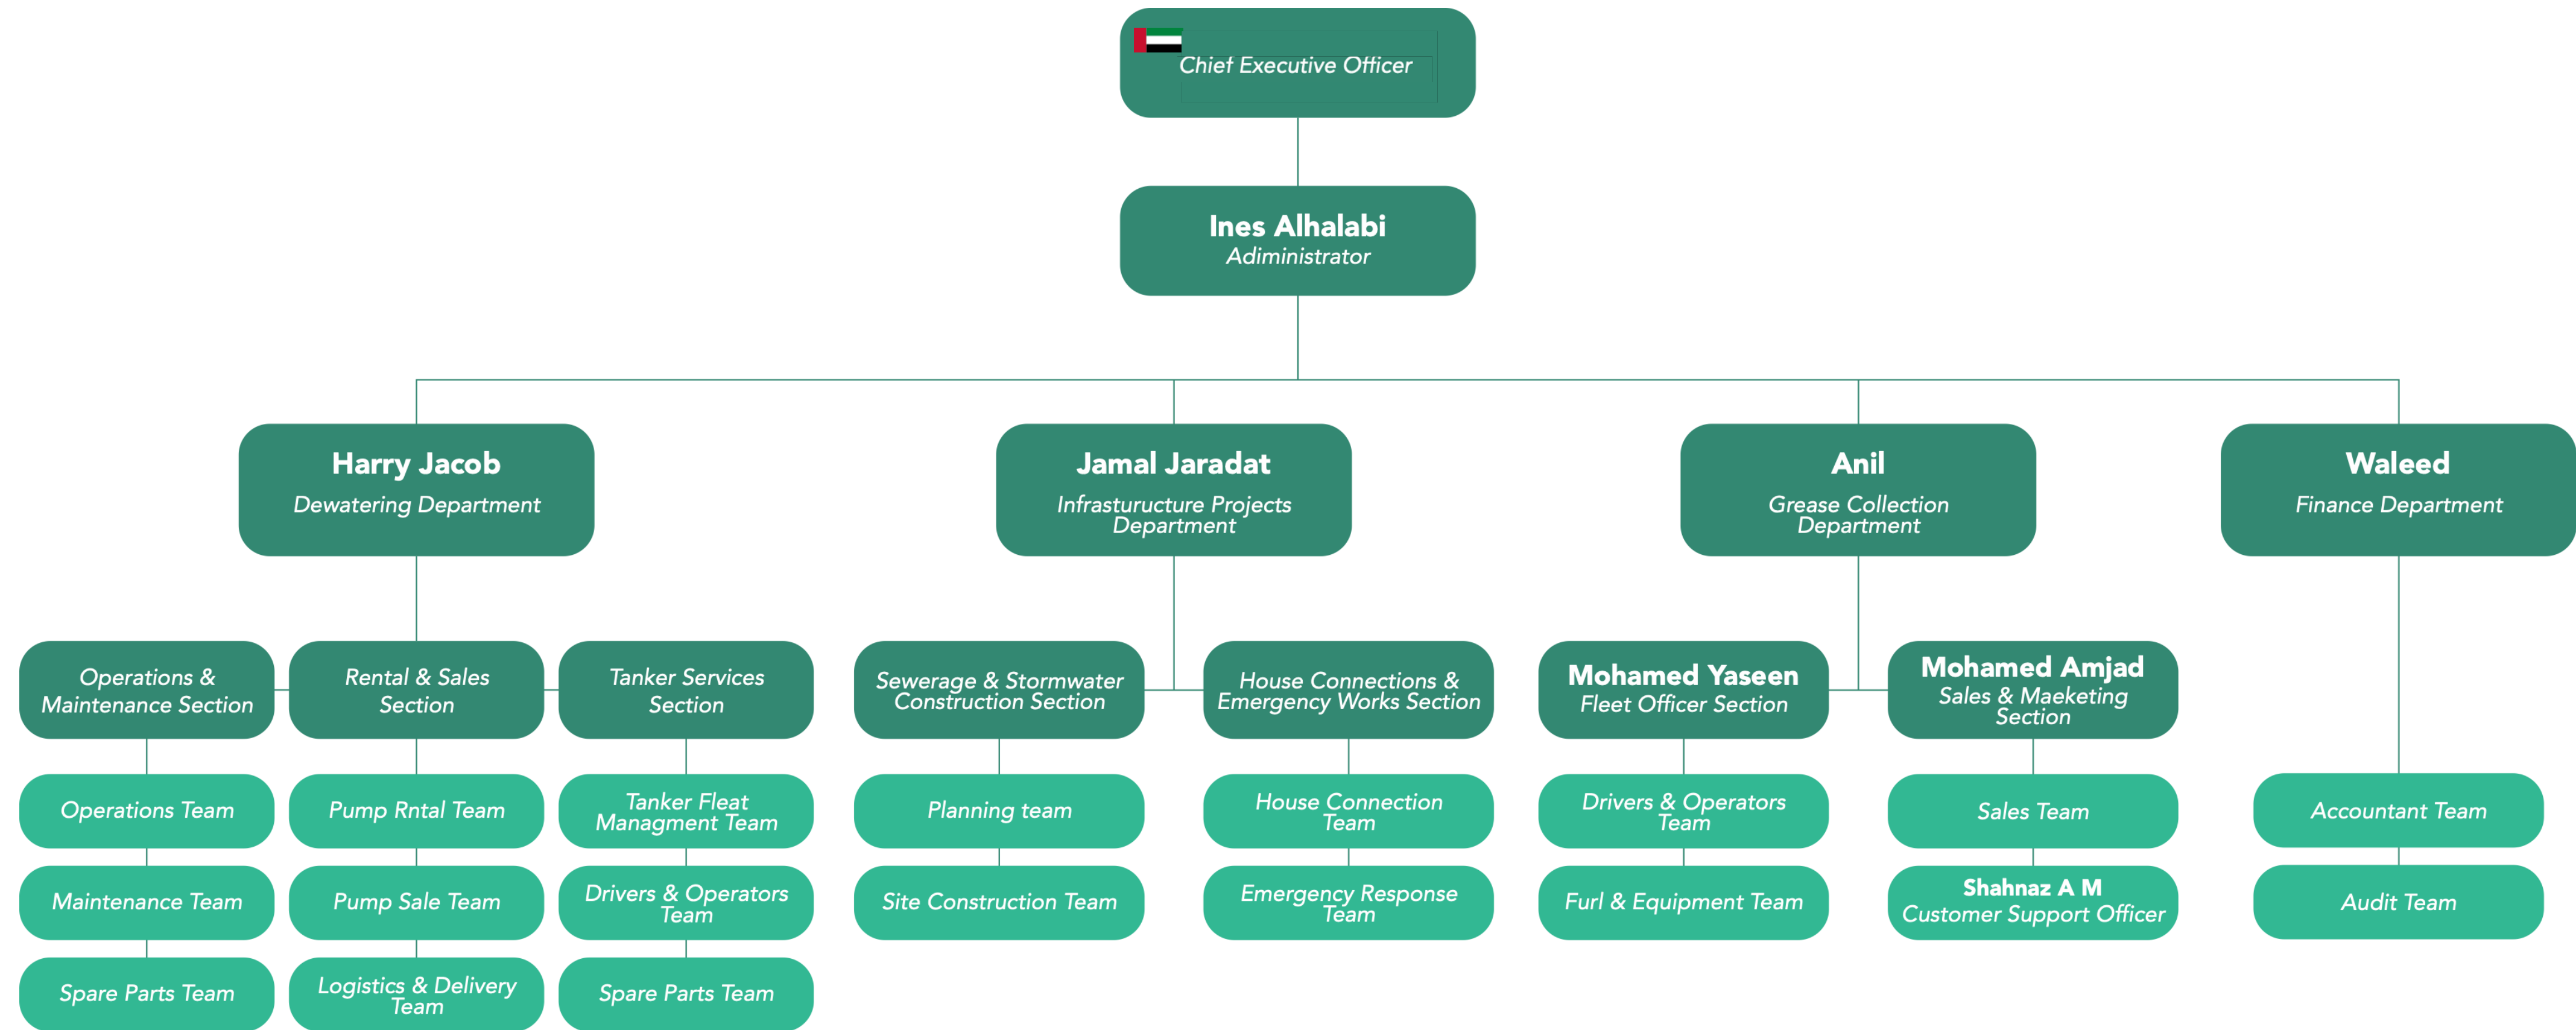 Chief Executive Officer
Ines Alhalabi
Adiministrator
Harry Jacob
Dewatering Department
Jamal Jaradat
Infrasturucture Projects
Department
Anil
Grease Collection
Department
Waleed
Finance Department
Operations &
Maintenance Section
Rental & Sales
Section
Tanker Services
Section
Sewerage & Stormwater
Construction Section
House Connections &
Emergency Works Section
Mohamed Yaseen
Fleet Officer Section
Mohamed Amjad
Sales & Maeketing
Section
Operations Team
Pump Rntal Team
Tanker Fleat
Managment Team
Planning team
House Connection
Team
Drivers & Operators
Team
Sales Team
Accountant Team
Maintenance Team
Pump Sale Team
Drivers & Operators
Team
Site Construction Team
Emergency Response
Team
Furl & Equipment Team
Shahnaz A M
Customer Support Officer
Audit Team
Spare Parts Team
Logistics & Delivery
Team
Spare Parts Team